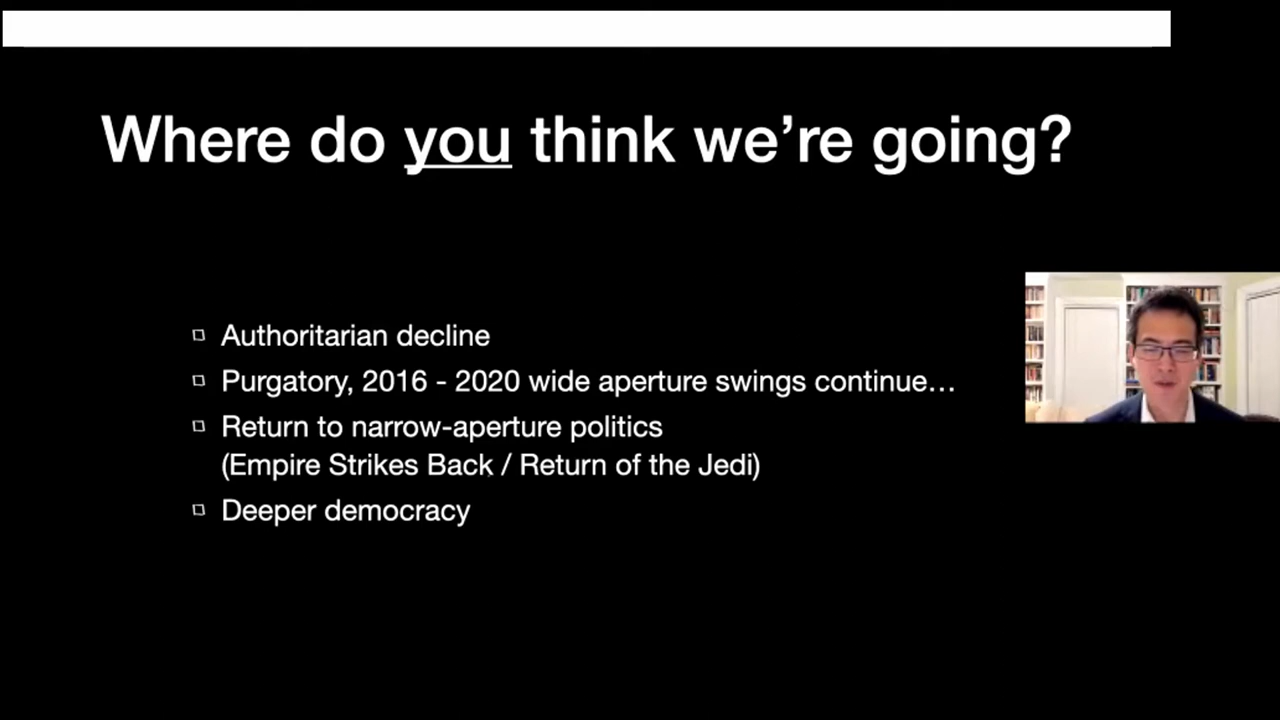 Where do you think we’re going?
Authoritarian decline
Purgatory, 2016 - 2020 wide aperture swings continue…
Return to narrow-aperture politics
(Empire Strikes Back / Return of the Jedi)
Deeper democracy